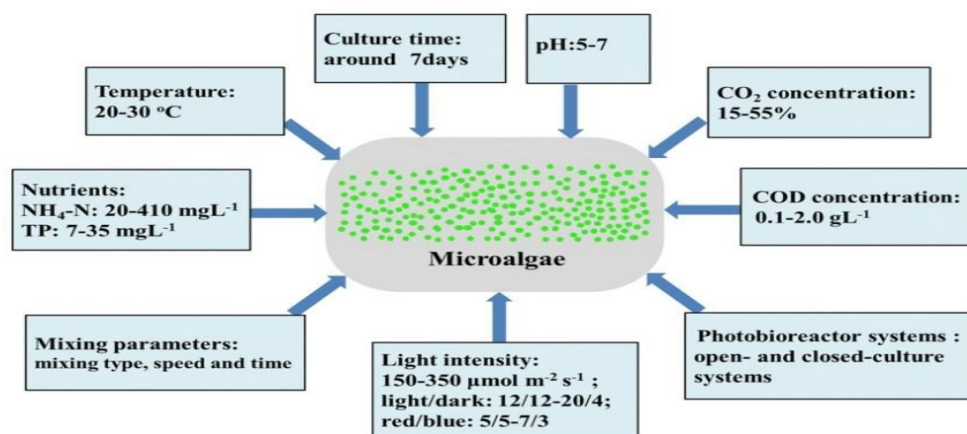 Culture time:
around 7days
pH:5-7
Temperature:
20-30 ºC
CO₂ concentration:
15-55%
Nutrients:
NH₄-N: 20-410 mgL⁻¹
TP: 7-35 mgL⁻¹
COD concentration:
0.1-2.0 gL⁻¹
Microalgae
Mixing parameters:
mixing type, speed and time
Light intensity:
150-350 µmol m⁻² s⁻¹ ;
light/dark: 12/12-20/4;
red/blue: 5/5-7/3
Photobioreactor systems :
open- and closed-culture
systems